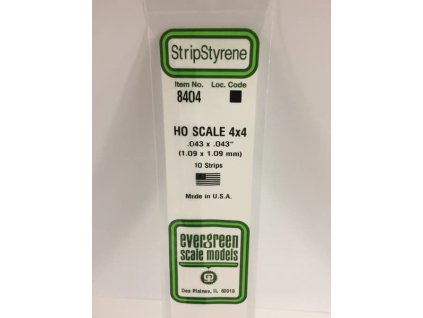 StripStyrene
Item No. Loc. Code
8404
HO SCALE 4x4
.043 x .043"
(1.09 x 1.09 mm)
10 Strips
Made in U.S.A.
evergreen
scale models
Des Plaines, IL 60018